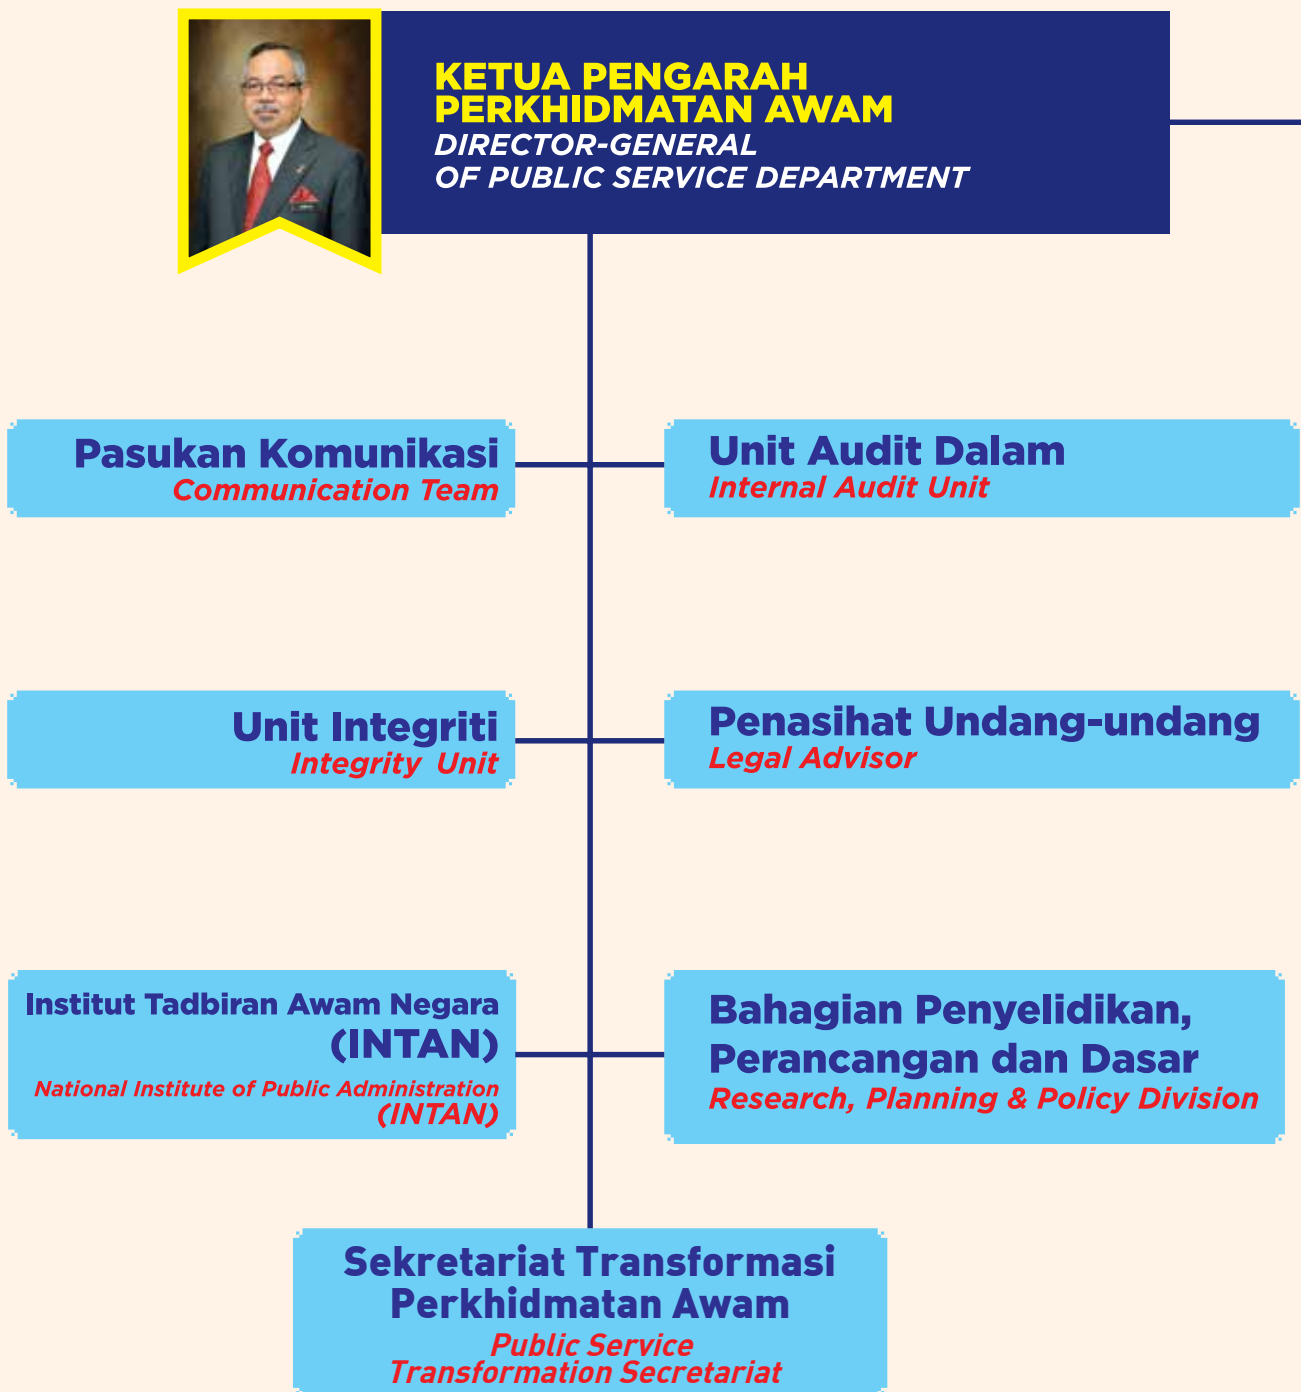 KETUA PENGARAH
PERKHIDMATAN AWAM
DIRECTOR-GENERAL
OF PUBLIC SERVICE DEPARTMENT
Pasukan Komunikasi
Communication Team
Unit Audit Dalam
Internal Audit Unit
Unit Integriti
Integrity Unit
Penasihat Undang-undang
Legal Advisor
Institut Tadbiran Awam Negara
(INTAN)
National Institute of Public Administration
(INTAN)
Bahagian Penyelidikan,
Perancangan dan Dasar
Research, Planning & Policy Division
Sekretariat Transformasi
Perkhidmatan Awam
Public Service
Transformation Secretariat